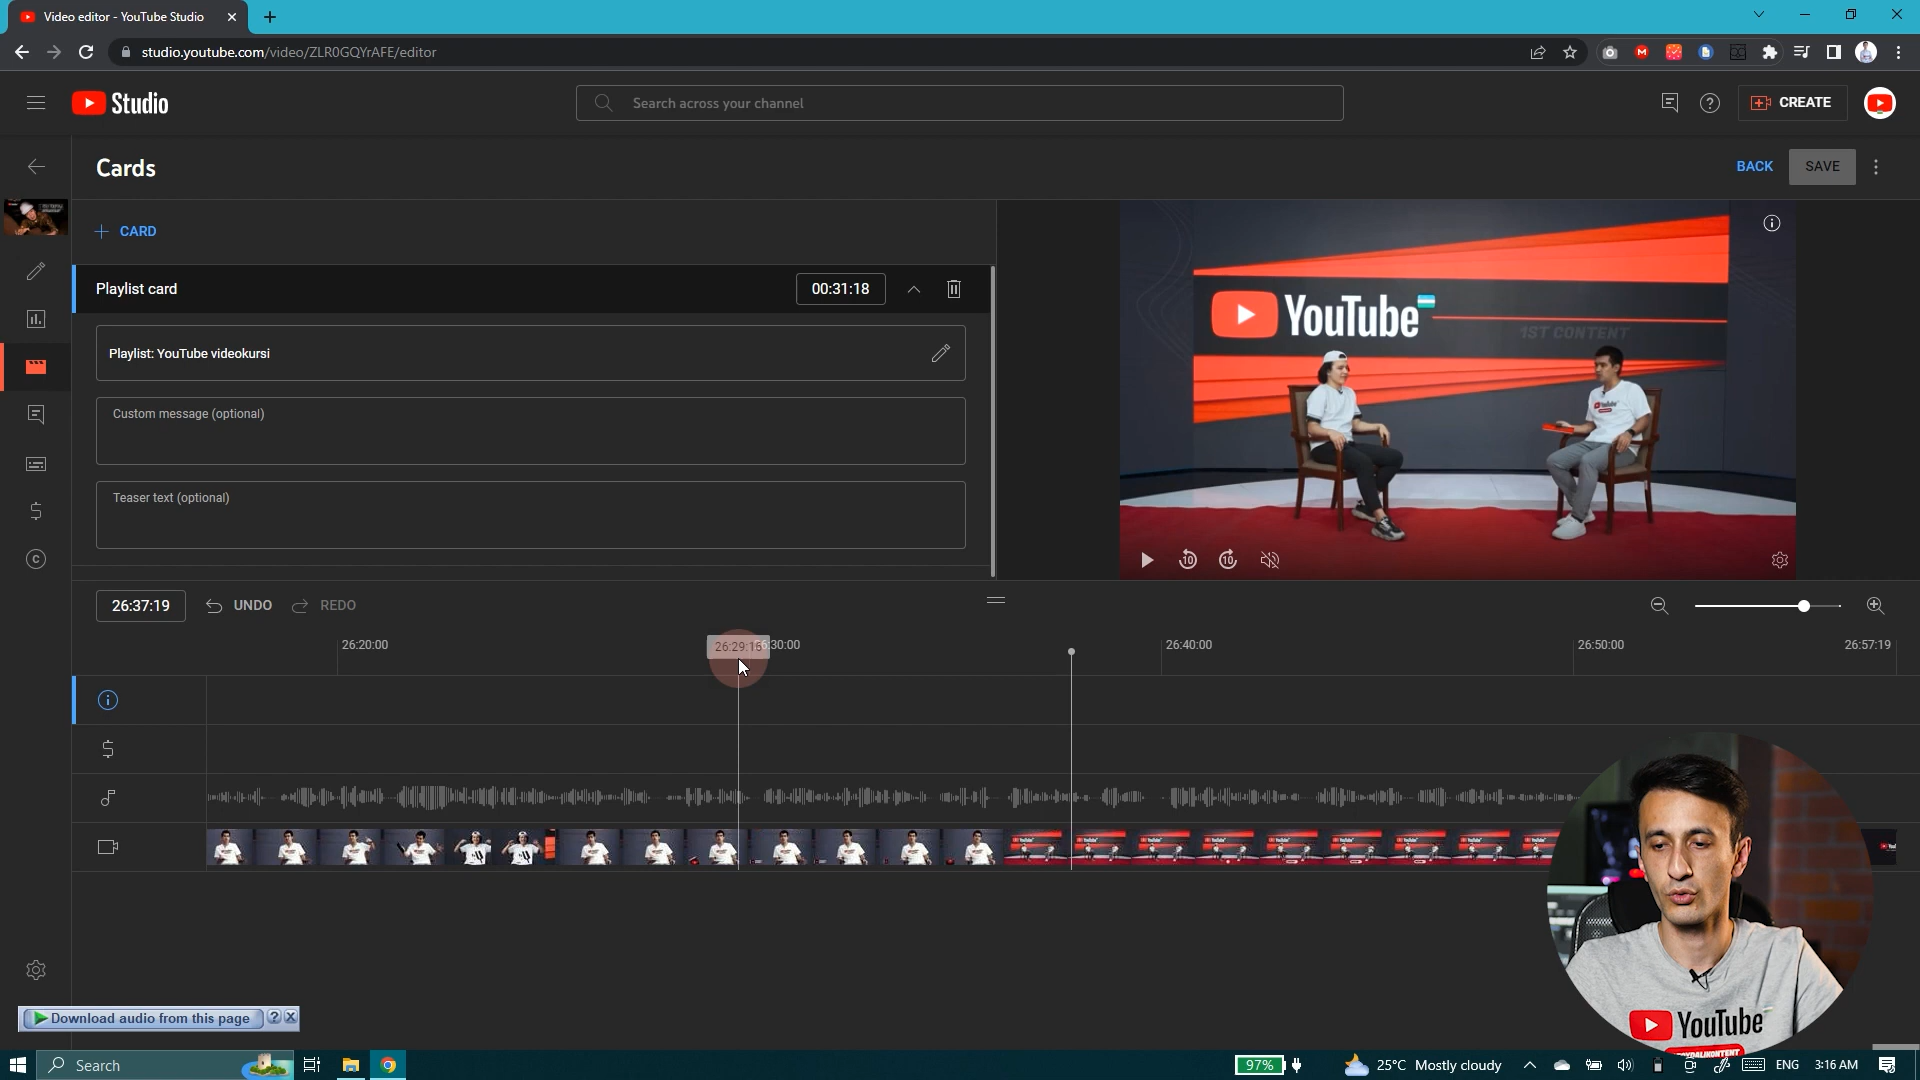 Video editor - YouTube Studio
studio.youtube.com/video/ZLR0GQYrAFE/editor
Studio
Search across your channel
CREATE
Cards
BACK
SAVE
CARD
Playlist card
00:31:18
Playlist: YouTube videokursi
Custom message (optional)
Teaser text (optional)
YouTube
1ST CONTENT
10
10
26:37:19
UNDO
REDO
26:20:00
26:40:00
26:50:00
26:57:19
YouTube
Download audio from this page
Search
97%
25°C Mostly cloudy
ENG
3:16 AM